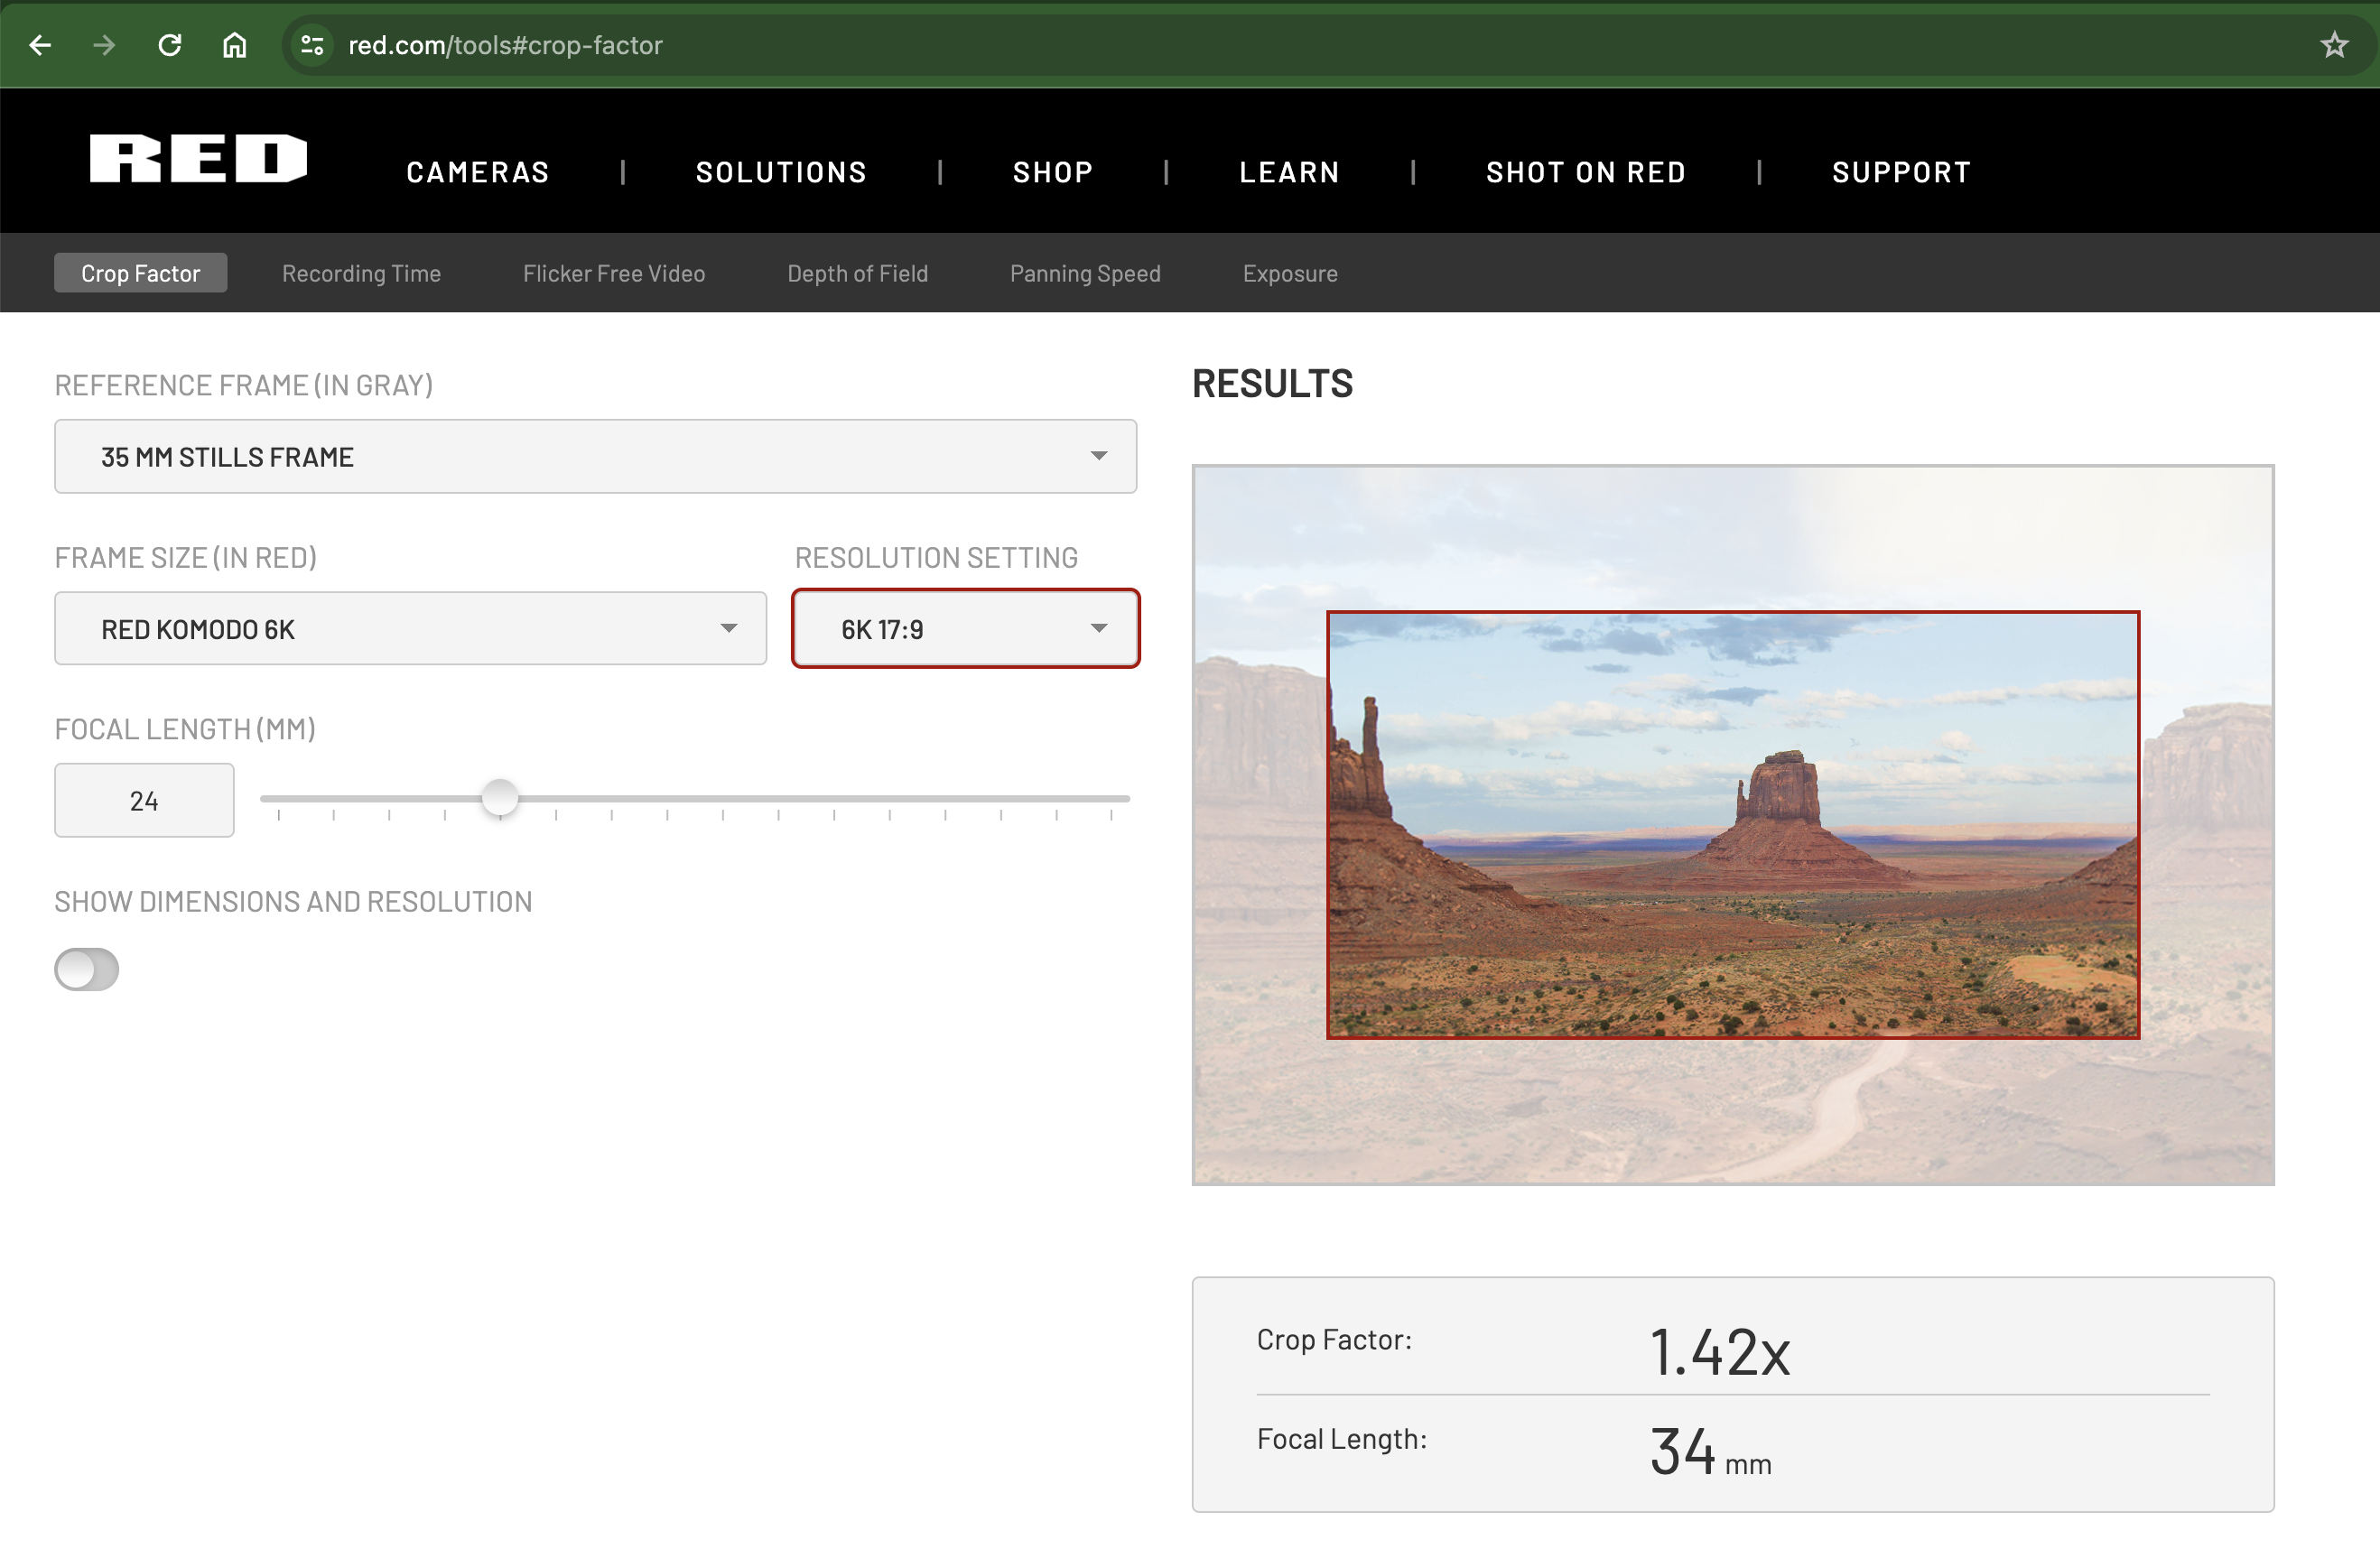 red.com/tools#crop-factor
RED
CAMERAS | SOLUTIONS | SHOP | LEARN | SHOT ON RED | SUPPORT
Crop Factor Recording Time Flicker Free Video Depth of Field Panning Speed Exposure
REFERENCE FRAME (IN GRAY)
35 MM STILLS FRAME
FRAME SIZE (IN RED) RESOLUTION SETTING
RED KOMODO 6K 6K 17:9
FOCAL LENGTH (MM)
24
SHOW DIMENSIONS AND RESOLUTION
RESULTS
Crop Factor: 1.42x
Focal Length: 34 mm